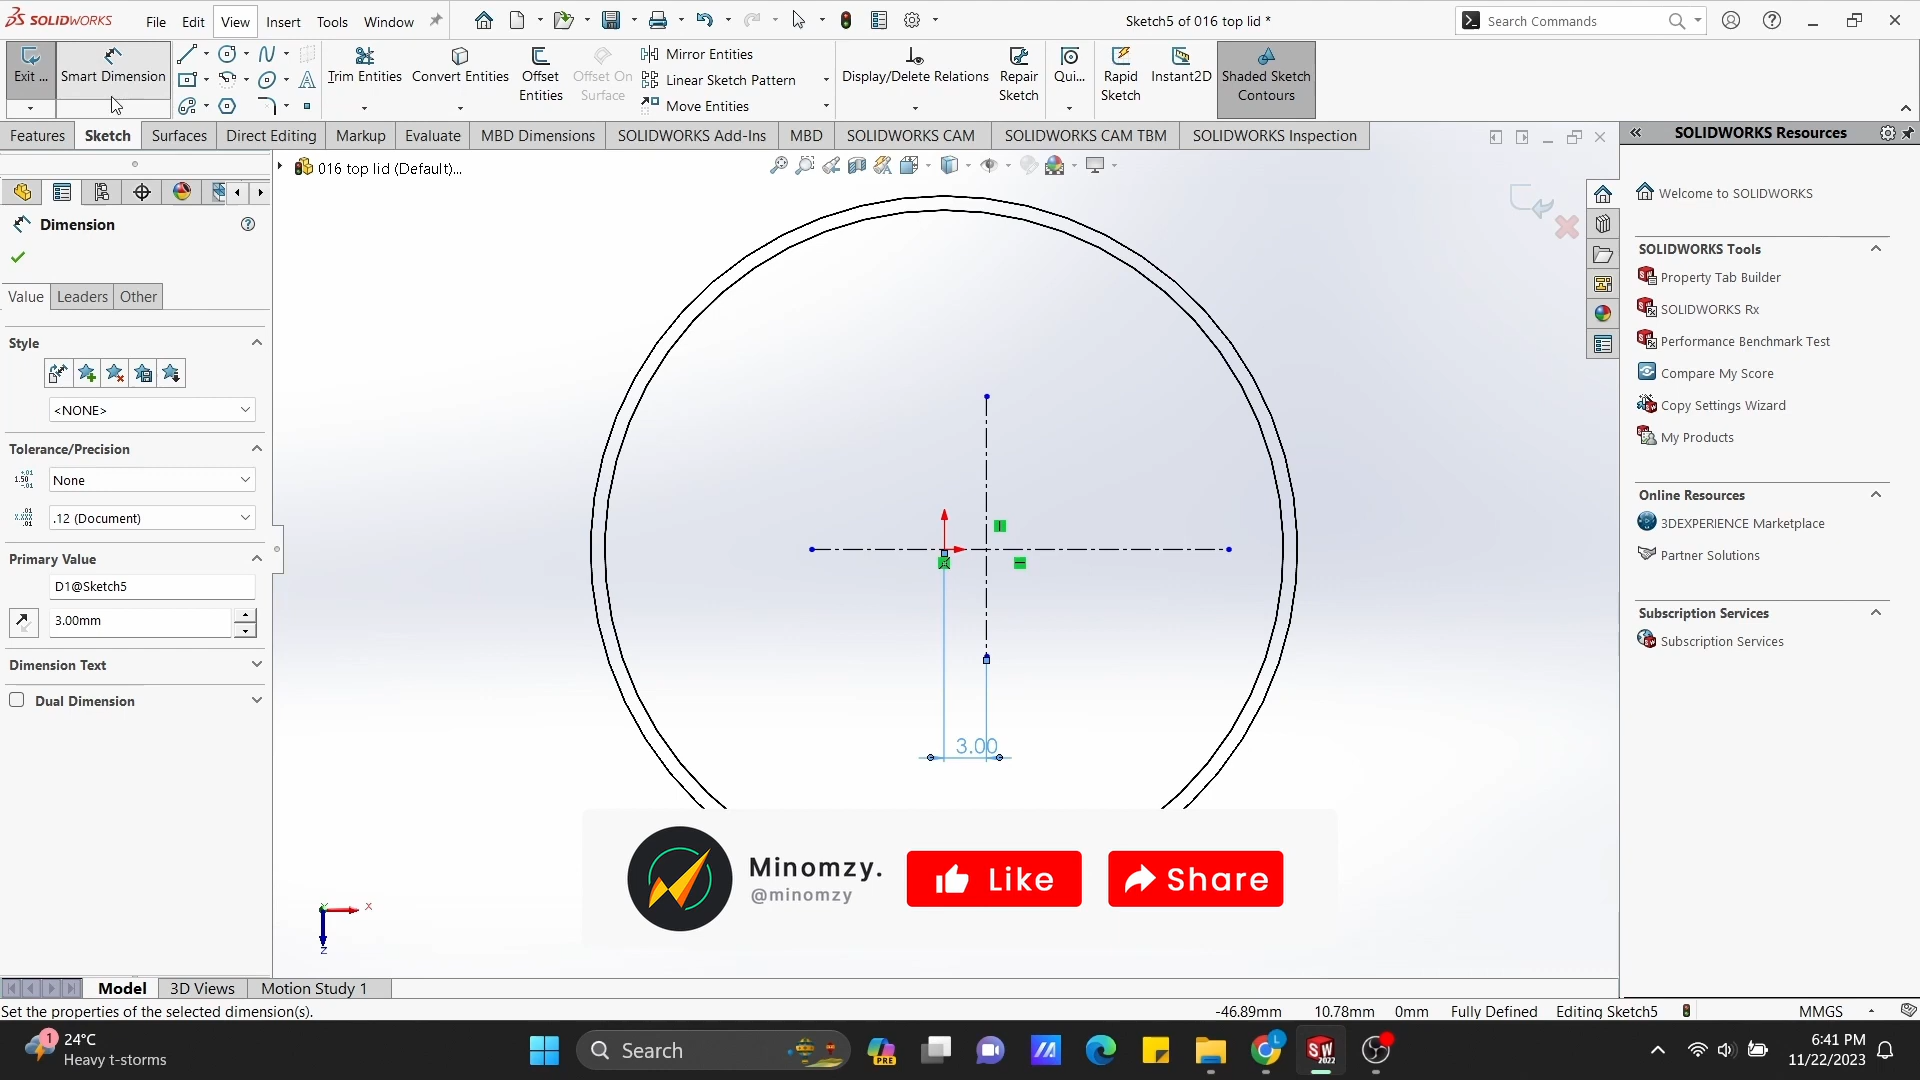 SOLIDWORKS File Edit View Insert Tools Window Sketch5 of 016 top lid * Search Commands
Exit ... Smart Dimension Trim Entities Convert Entities Offset Entities Offset On Surface Mirror Entities Linear Sketch Pattern Move Entities Display/Delete Relations Repair Sketch Qui... Rapid Sketch Instant2D Shaded Sketch Contours
Features Sketch Surfaces Direct Editing Markup Evaluate MBD Dimensions SOLIDWORKS Add-Ins MBD SOLIDWORKS CAM SOLIDWORKS CAM TBM SOLIDWORKS Inspection
016 top lid (Default)...
Dimension
Value Leaders Other
Style
<NONE>
Tolerance/Precision
None
.12 (Document)
Primary Value
D1@Sketch5
3.00mm
Dimension Text
Dual Dimension
3.00
X
Z
Minomzy.
@minomzy
Like
Share
SOLIDWORKS Resources
Welcome to SOLIDWORKS
SOLIDWORKS Tools
Property Tab Builder
SOLIDWORKS Rx
Performance Benchmark Test
Compare My Score
Copy Settings Wizard
My Products
Online Resources
3DEXPERIENCE Marketplace
Partner Solutions
Subscription Services
Subscription Services
Model 3D Views Motion Study 1
Set the properties of the selected dimension(s). -46.89mm 10.78mm 0mm Fully Defined Editing Sketch5 MMGS
1
24°C
Heavy t-storms
Search
PRE
SW
2022
6:41 PM
11/22/2023